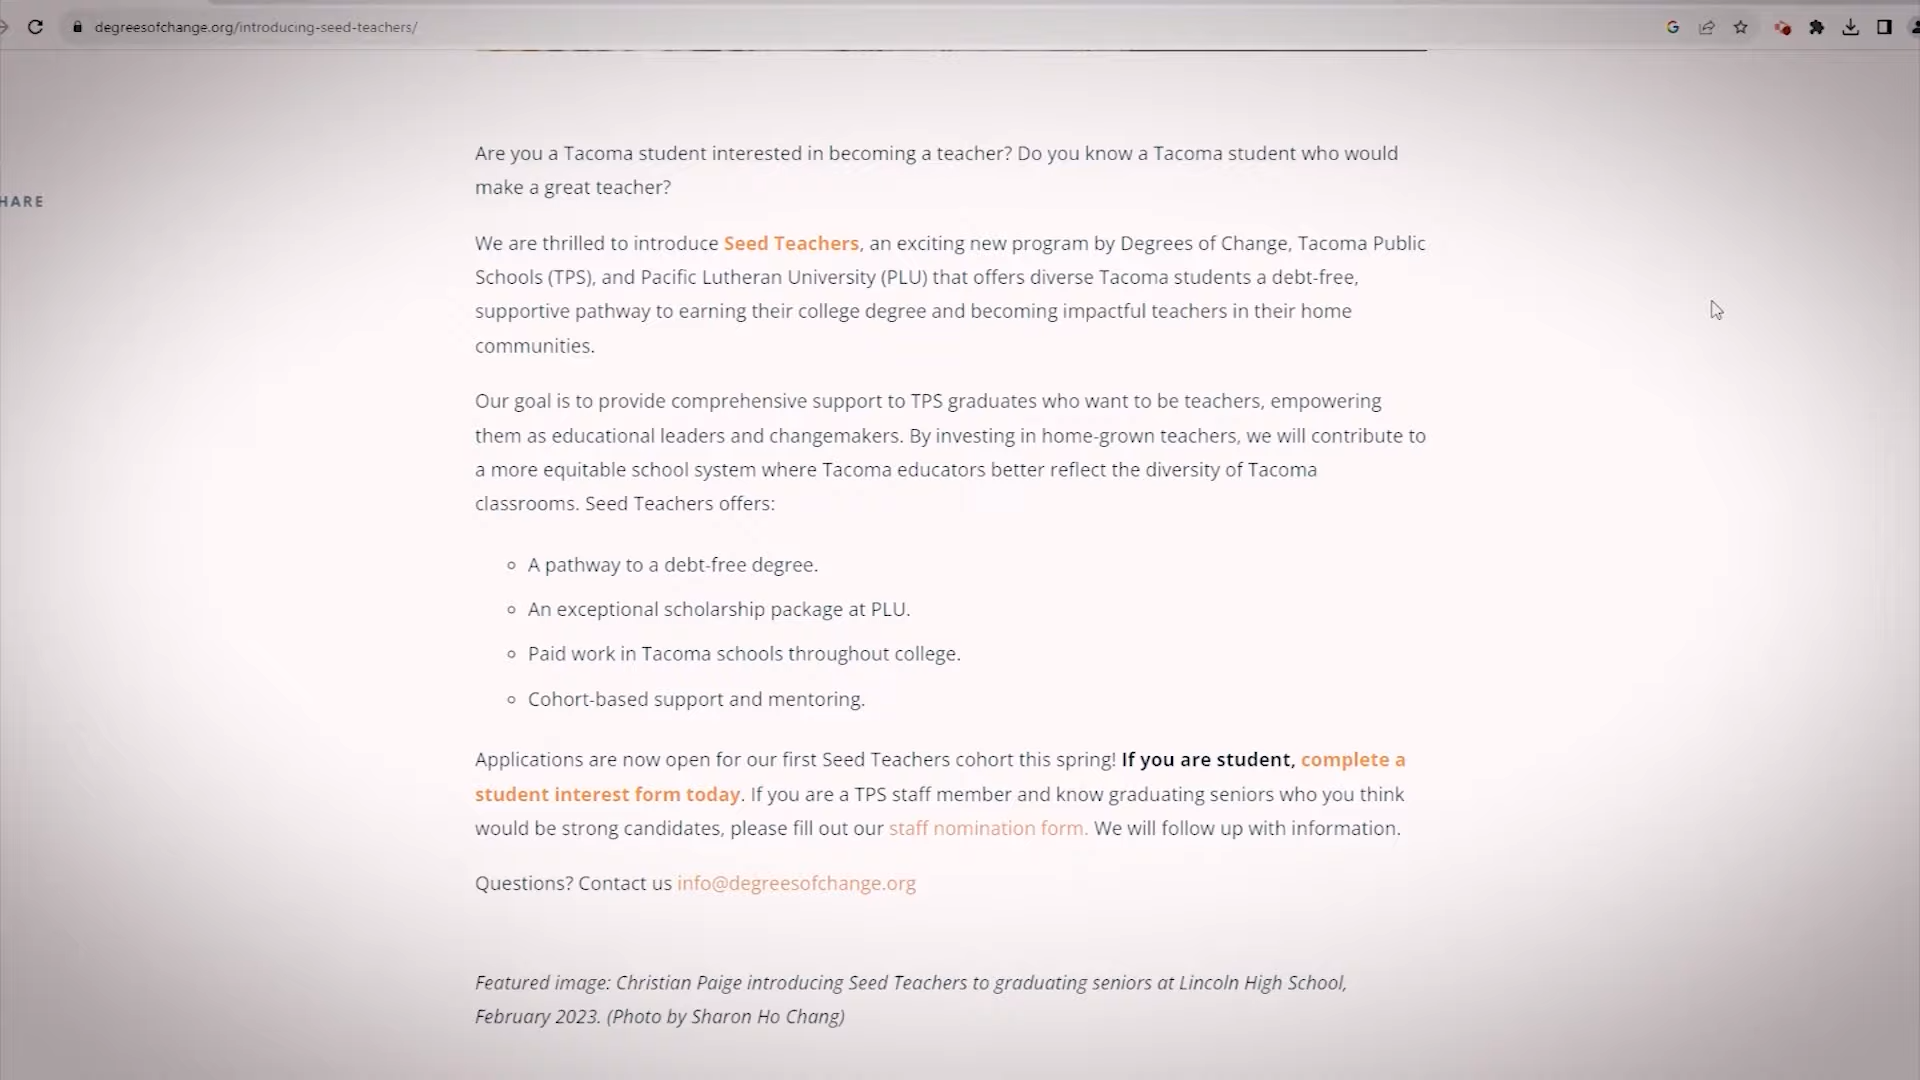 degreesofchange.org/introducing-seed-teachers/
Are you a Tacoma student interested in becoming a teacher? Do you know a Tacoma student who would
make a great teacher?
HARE
We are thrilled to introduce Seed Teachers, an exciting new program by Degrees of Change, Tacoma Public
Schools (TPS), and Pacific Lutheran University (PLU) that offers diverse Tacoma students a debt-free,
supportive pathway to earning their college degree and becoming impactful teachers in their home
communities.
Our goal is to provide comprehensive support to TPS graduates who want to be teachers, empowering
them as educational leaders and changemakers. By investing in home-grown teachers, we will contribute to
a more equitable school system where Tacoma educators better reflect the diversity of Tacoma
classrooms. Seed Teachers offers:
A pathway to a debt-free degree.
An exceptional scholarship package at PLU.
Paid work in Tacoma schools throughout college.
Cohort-based support and mentoring.
Applications are now open for our first Seed Teachers cohort this spring! If you are student, complete a
student interest form today. If you are a TPS staff member and know graduating seniors who you think
would be strong candidates, please fill out our staff nomination form. We will follow up with information.
Questions? Contact us info@degreesofchange.org
Featured image: Christian Paige introducing Seed Teachers to graduating seniors at Lincoln High School,
February 2023. (Photo by Sharon Ho Chang)